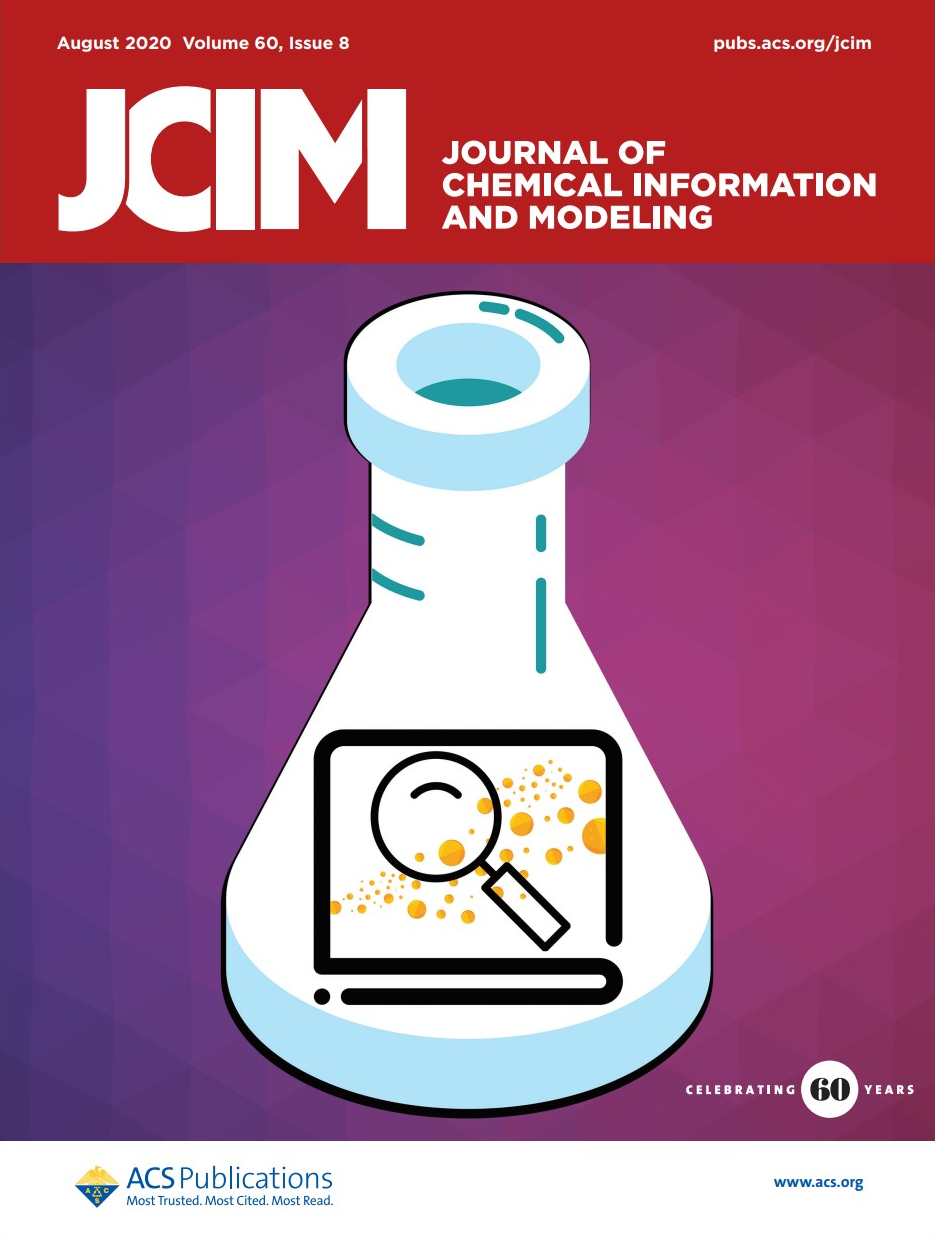 August 2020  Volume 60, Issue 8
pubs.acs.org/jcim
JCIM
JOURNAL OF
CHEMICAL INFORMATION
AND MODELING
CELEBRATING 60 YEARS
A C S
ACS Publications
Most Trusted. Most Cited. Most Read.
www.acs.org